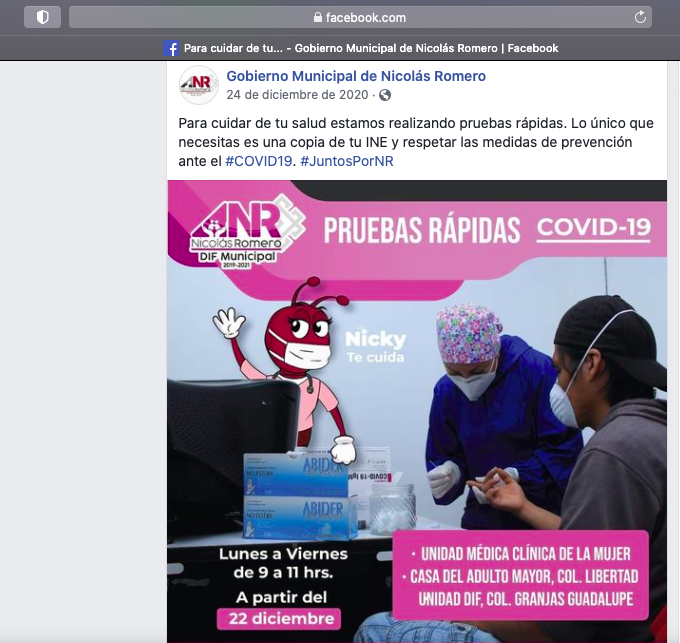 facebook.com
Para cuidar de tu... - Gobierno Municipal de Nicolás Romero | Facebook
Gobierno Municipal de Nicolás Romero
24 de diciembre de 2020 ·
Para cuidar de tu salud estamos realizando pruebas rápidas. Lo único que
necesitas es una copia de tu INE y respetar las medidas de prevención
ante el #COVID19. #JuntosPorNR
NR
Nicolás Romero
DIF Municipal
2019-2021
PRUEBAS RÁPIDAS COVID-19
Nicky
Te cuida
ABIDER
COVID-19 IgM
ABIDER
Lunes a Viernes
de 9 a 11 hrs.
A partir del
22 diciembre
· UNIDAD MÉDICA CLÍNICA DE LA MUJER
· CASA DEL ADULTO MAYOR, COL. LIBERTAD
UNIDAD DIF, COL. GRANJAS GUADALUPE